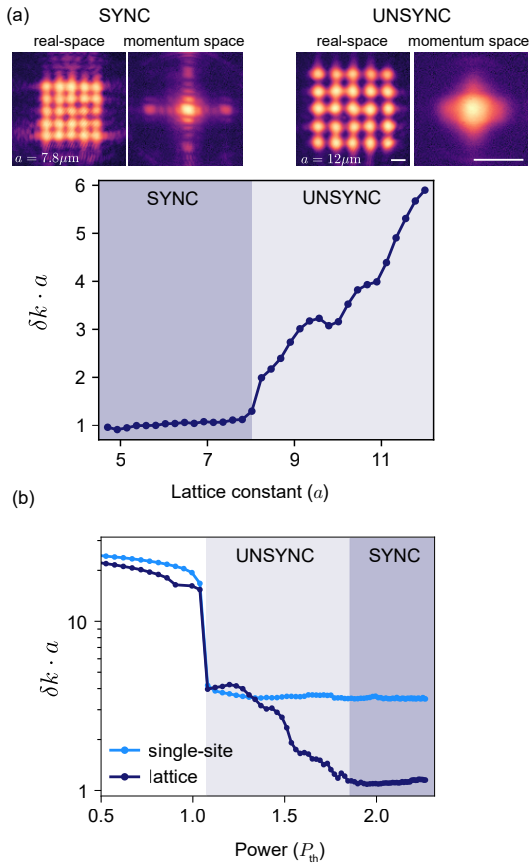 (a)
SYNC
UNSYNC
real-space
momentum space
real-space
momentum space
a = 7.8μm
a = 12μm
6
5
4
3
2
1
δk · a
SYNC
UNSYNC
5
7
9
11
Lattice constant (a)
(b)
10
1
δk · a
UNSYNC
SYNC
single-site
lattice
0.5
1.0
1.5
2.0
Power (Pth)